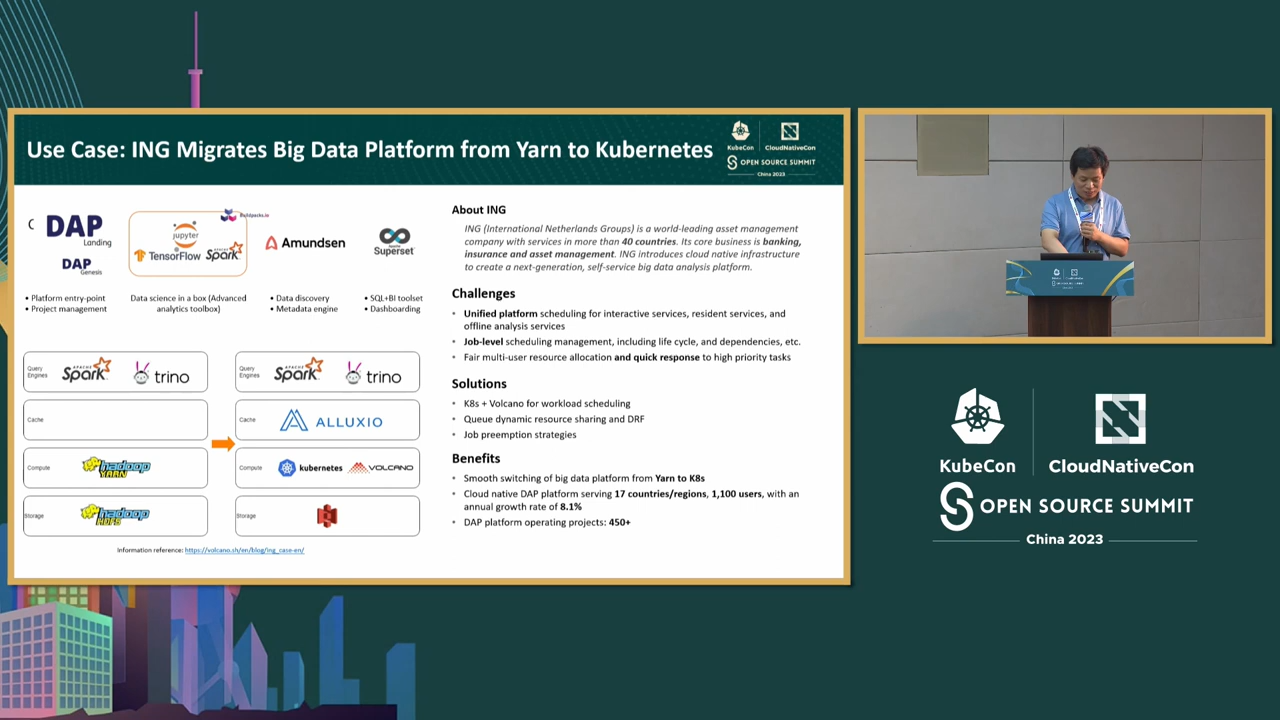 Use Case: ING Migrates Big Data Platform from Yarn to Kubernetes
KubeCon
CloudNativeCon
OPEN SOURCE SUMMIT
China 2023
DAP
Landing
DAP
Genesis
Buildpacks.io
jupyter
TensorFlow
APACHE
Spark
Amundsen
Superset
• Platform entry-point
• Project management
Data science in a box (Advanced
analytics toolbox)
• Data discovery
• Metadata engine
• SQL+BI toolset
• Dashboarding
Query
Engines
APACHE
Spark
trino
Cache
Compute
hadoop
YARN
Storage
hadoop
HDFS
Query
Engines
APACHE
Spark
trino
Cache
ALLUXIO
Compute
kubernetes
VOLCANO
Storage
Information reference: https://volcano.sh/en/blog/ing_case-en/
About ING
ING (International Netherlands Groups) is a world-leading asset management
company with services in more than 40 countries. Its core business is banking,
insurance and asset management. ING introduces cloud native infrastructure
to create a next-generation, self-service big data analysis platform.
Challenges
• Unified platform scheduling for interactive services, resident services, and
offline analysis services
• Job-level scheduling management, including life cycle, and dependencies, etc.
• Fair multi-user resource allocation and quick response to high priority tasks
Solutions
• K8s + Volcano for workload scheduling
• Queue dynamic resource sharing and DRF
• Job preemption strategies
Benefits
• Smooth switching of big data platform from Yarn to K8s
• Cloud native DAP platform serving 17 countries/regions, 1,100 users, with an
annual growth rate of 8.1%
• DAP platform operating projects: 450+
KubeCon
CloudNativeCon
OPEN SOURCE SUMMIT
China 2023